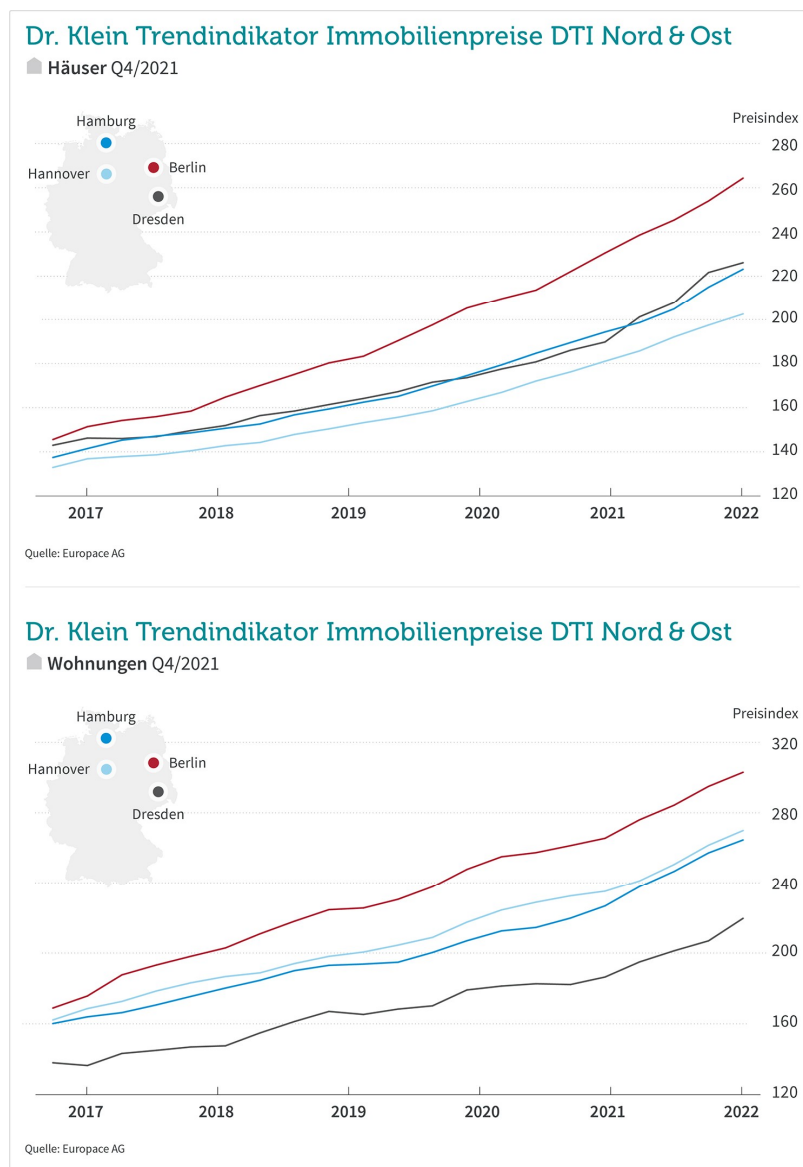 Dr. Klein Trendindikator Immobilienpreise DTI Nord & Ost
Häuser Q4/2021
Hamburg
Hannover
Berlin
Dresden
Preisindex
280
260
240
220
200
180
160
140
120
2017 2018 2019 2020 2021 2022
Quelle: Europace AG
Dr. Klein Trendindikator Immobilienpreise DTI Nord & Ost
Wohnungen Q4/2021
Hamburg
Hannover
Berlin
Dresden
Preisindex
320
280
240
200
160
120
2017 2018 2019 2020 2021 2022
Quelle: Europace AG